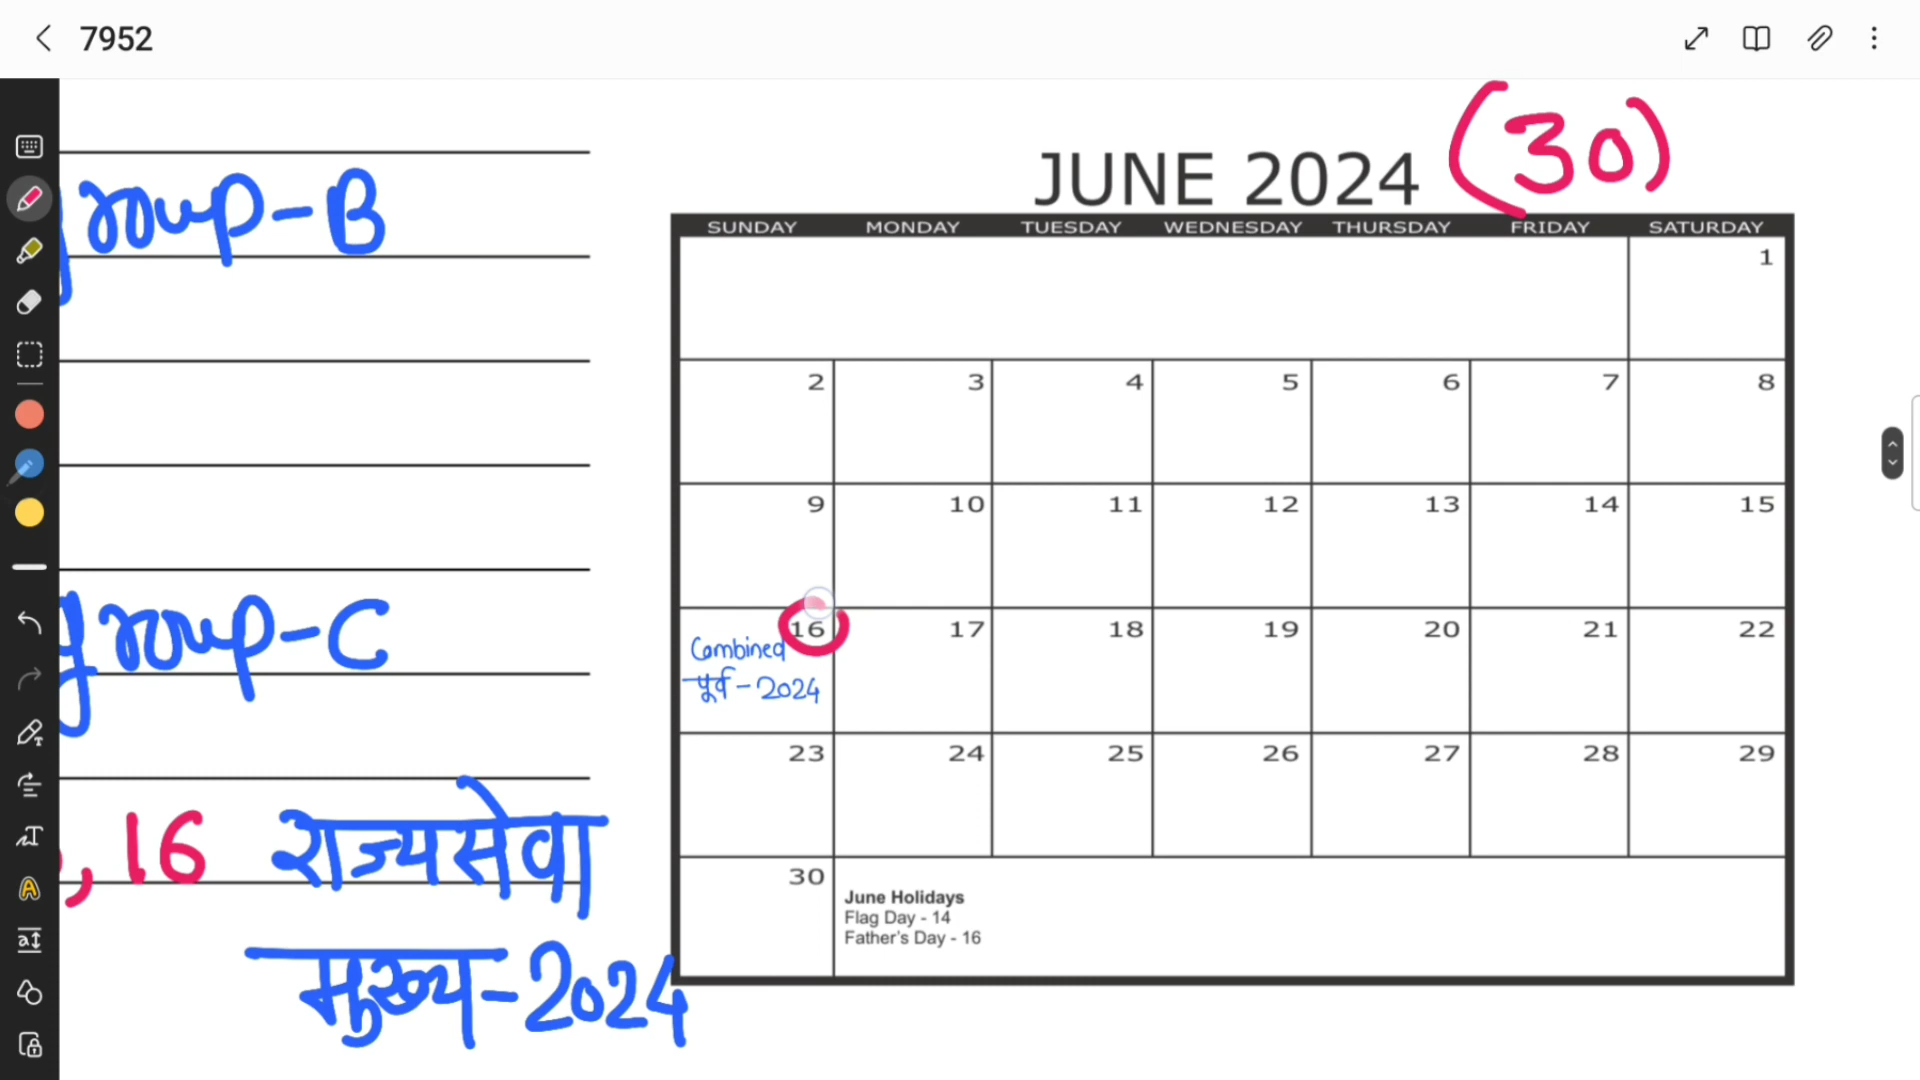 7952
group-B
group-C
, 16 राज्यसेवा
मुख्य-2024
JUNE 2024 (30)
SUNDAY MONDAY TUESDAY WEDNESDAY THURSDAY FRIDAY SATURDAY
1
2 3 4 5 6 7 8
9 10 11 12 13 14 15
16 17 18 19 20 21 22
Combined
पूर्व-2024
23 24 25 26 27 28 29
30
June Holidays
Flag Day - 14
Father's Day - 16